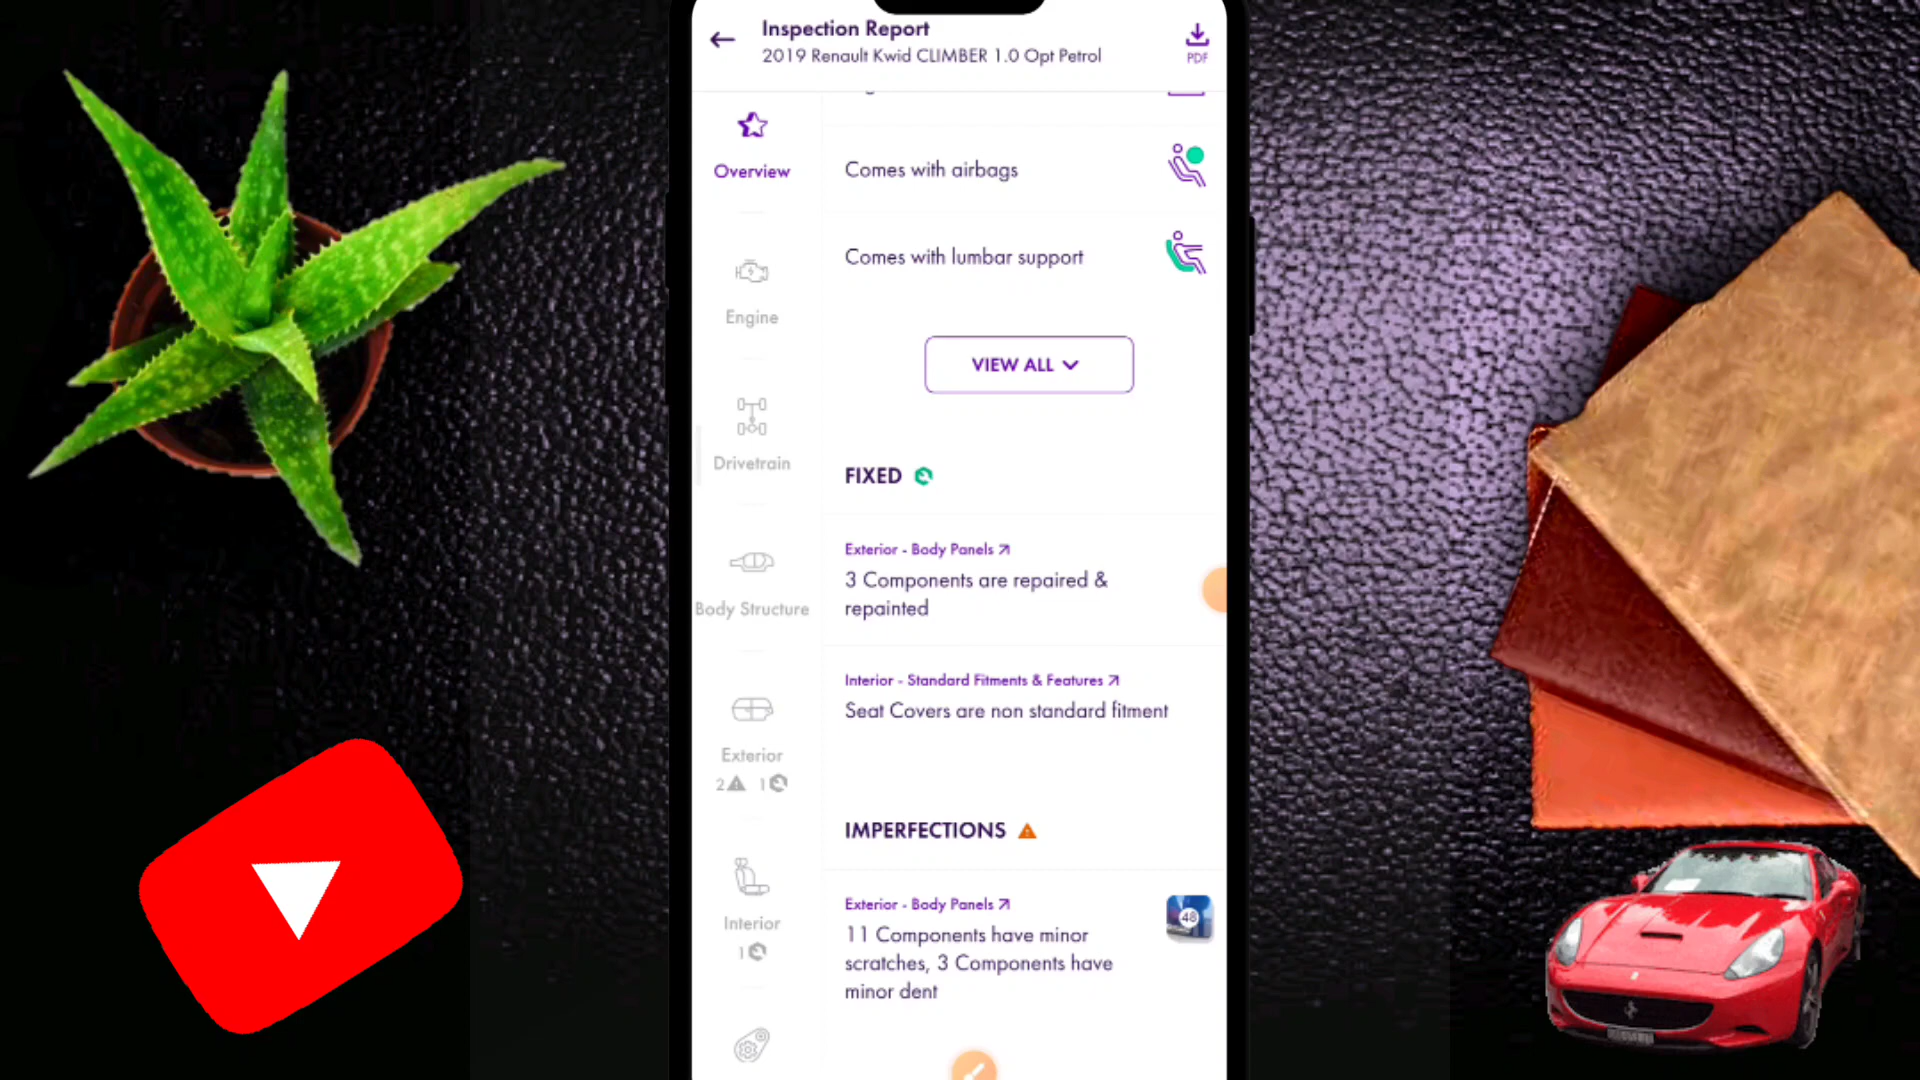 Inspection Report
2019 Renault Kwid CLIMBER 1.0 Opt Petrol
PDF
Overview
Engine
Drivetrain
Body Structure
Exterior
2 1
Interior
1
Comes with airbags
Comes with lumbar support
VIEW ALL
FIXED
Exterior - Body Panels
3 Components are repaired &
repainted
Interior - Standard Fitments & Features
Seat Covers are non standard fitment
IMPERFECTIONS
Exterior - Body Panels
48
11 Components have minor
scratches, 3 Components have
minor dent